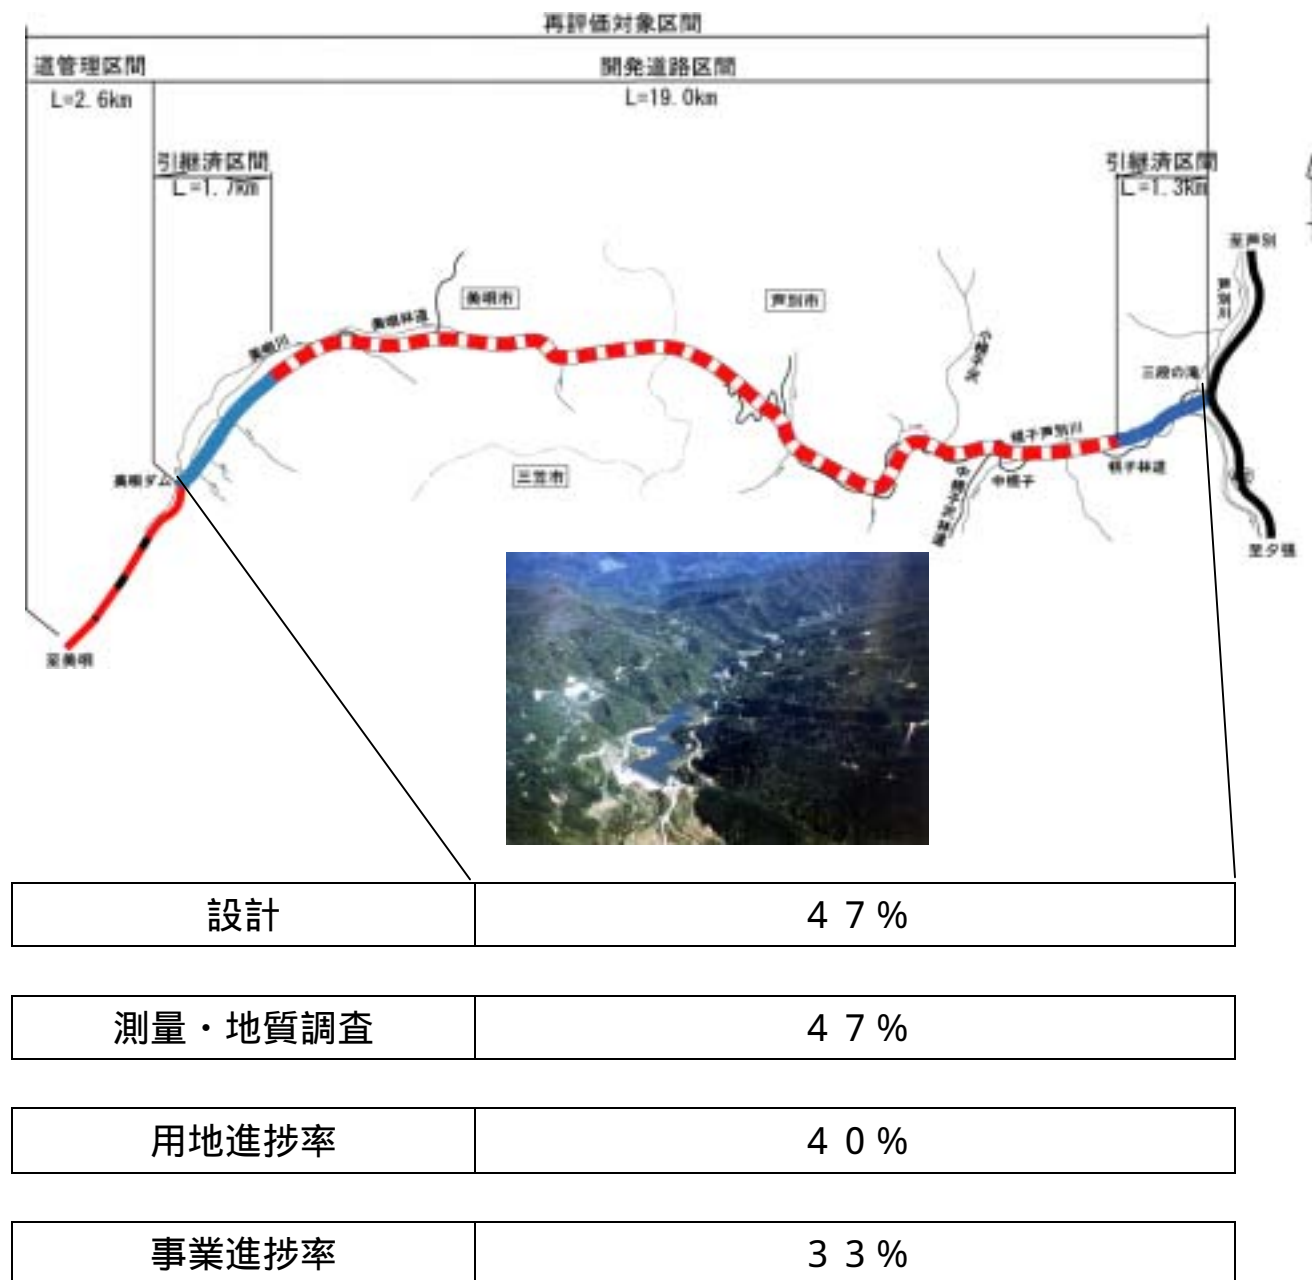 再評価対象区間
道管理区間
開発道路区間
L=2.6km
L=19.0km
引継済区間
引継済区間
L=1.7km
L=1.3km
至芦別
芦別川
美唄市
芦別市
美唄林道
美唄川
三段の滝
美唄ダム
三笠市
中幌子
幌子林道
幌子芦別川
至夕張
至美唄
設計
４７%
測量・地質調査
４７%
用地進捗率
４０%
事業進捗率
３３%